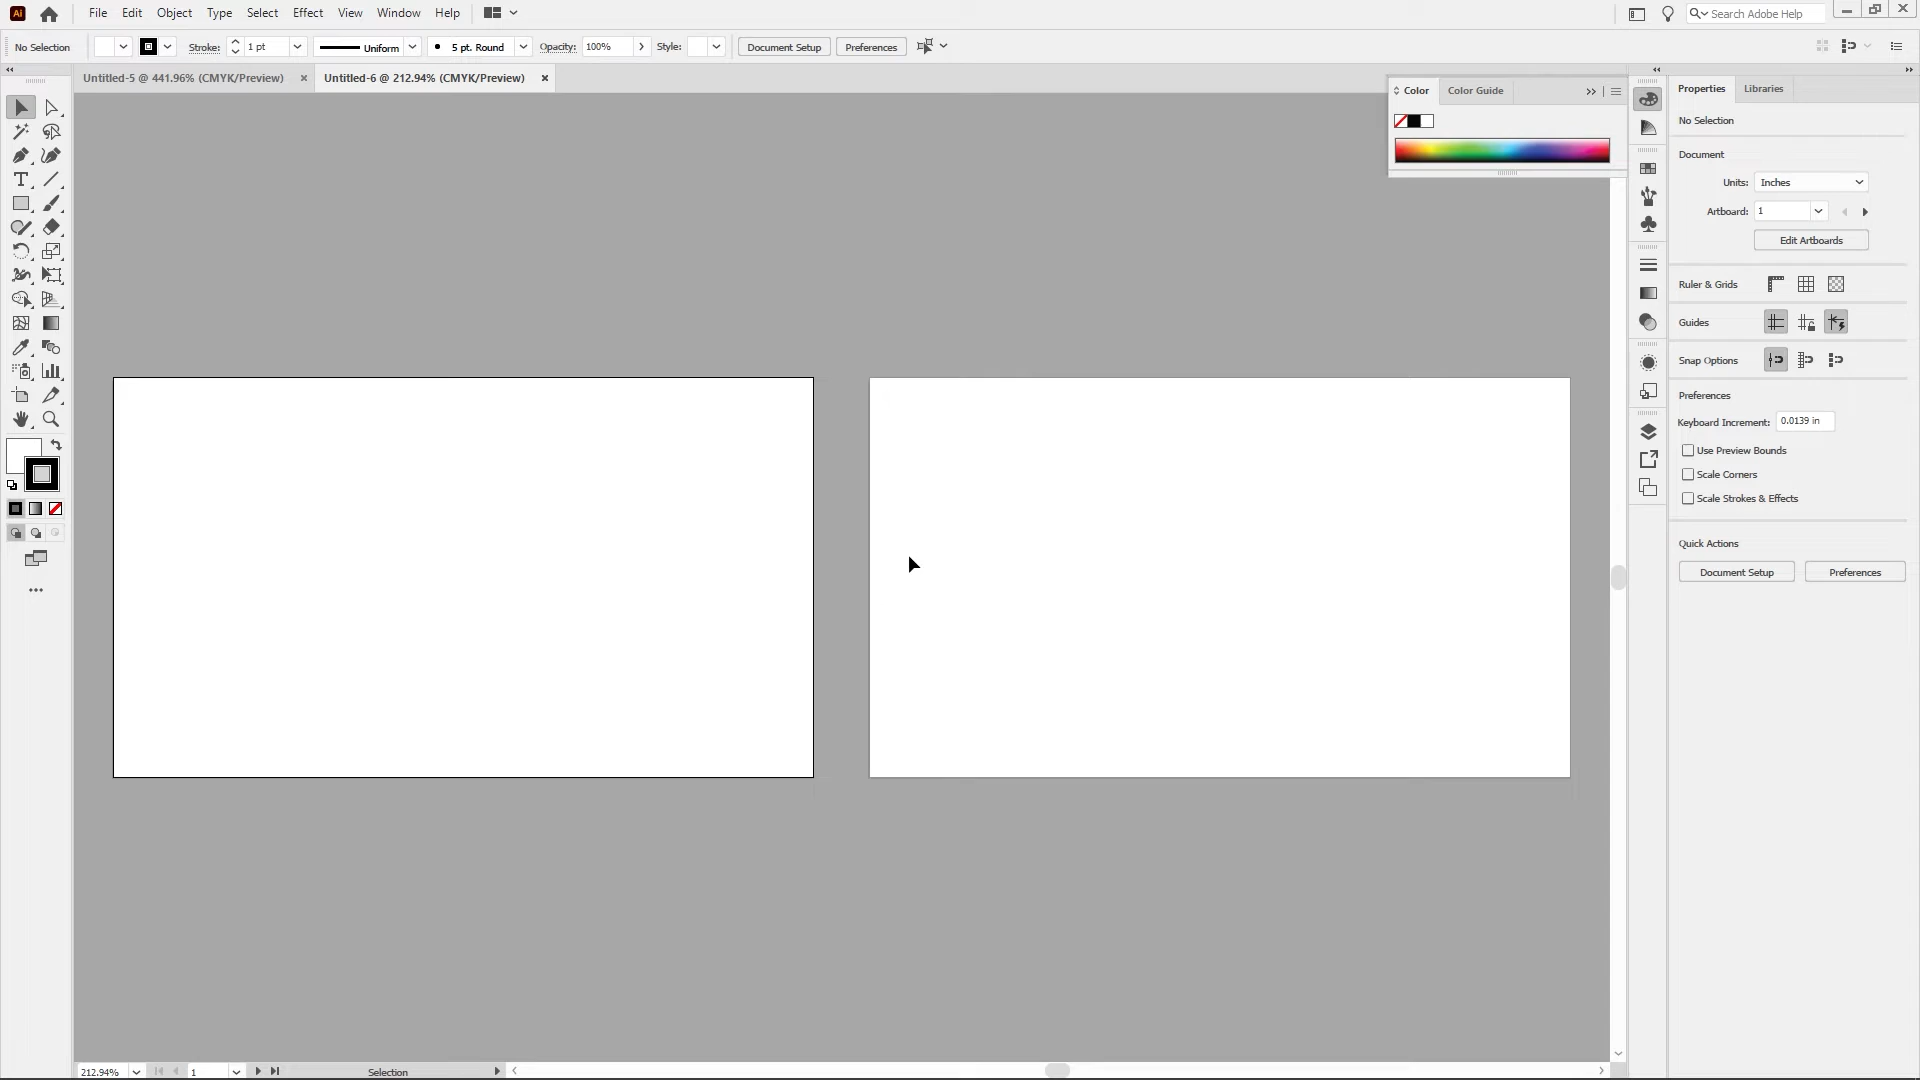 Ai File Edit Object Type Select Effect View Window Help Search Adobe Help
No Selection Stroke: 1 pt Uniform 5 pt. Round Opacity: 100% Style: Document Setup Preferences
Untitled-5 @ 441.96% (CMYK/Preview) Untitled-6 @ 212.94% (CMYK/Preview)
Color Color Guide
Properties Libraries
No Selection
Document
Units: Inches
Artboard: 1
Edit Artboards
Ruler & Grids
Guides
Snap Options
Preferences
Keyboard Increment: 0.0139 in
Use Preview Bounds
Scale Corners
Scale Strokes & Effects
Quick Actions
Document Setup Preferences
212.94% 1 Selection